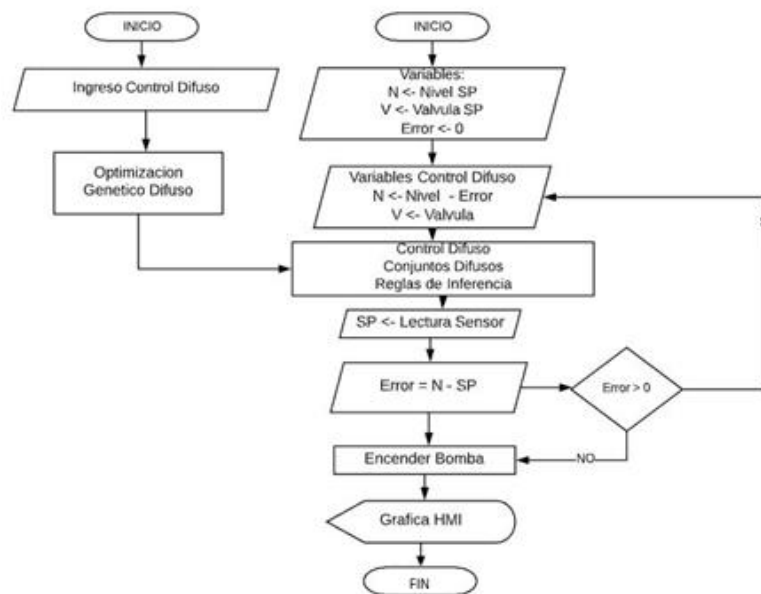 INICIO
Ingreso Control Difuso
Optimizacion
Genetico Difuso
INICIO
Variables:
N <- Nivel SP
V <- Valvula SP
Error <- 0
Variables Control Difuso
N <- Nivel - Error
V <- Valvula
Control Difuso
Conjuntos Difusos
Reglas de Inferencia
SP <- Lectura Sensor
Error = N - SP
Error > 0
Encender Bomba
NO
Grafica HMI
FIN